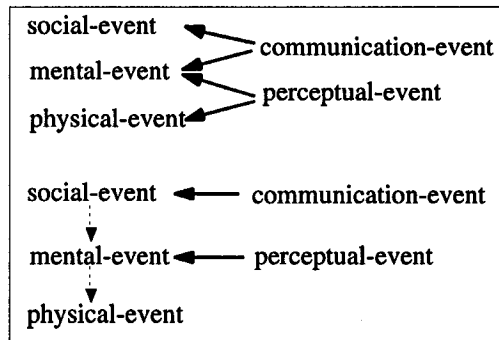 social-event
communication-event
mental-event
perceptual-event
physical-event
social-event communication-event
mental-event perceptual-event
physical-event